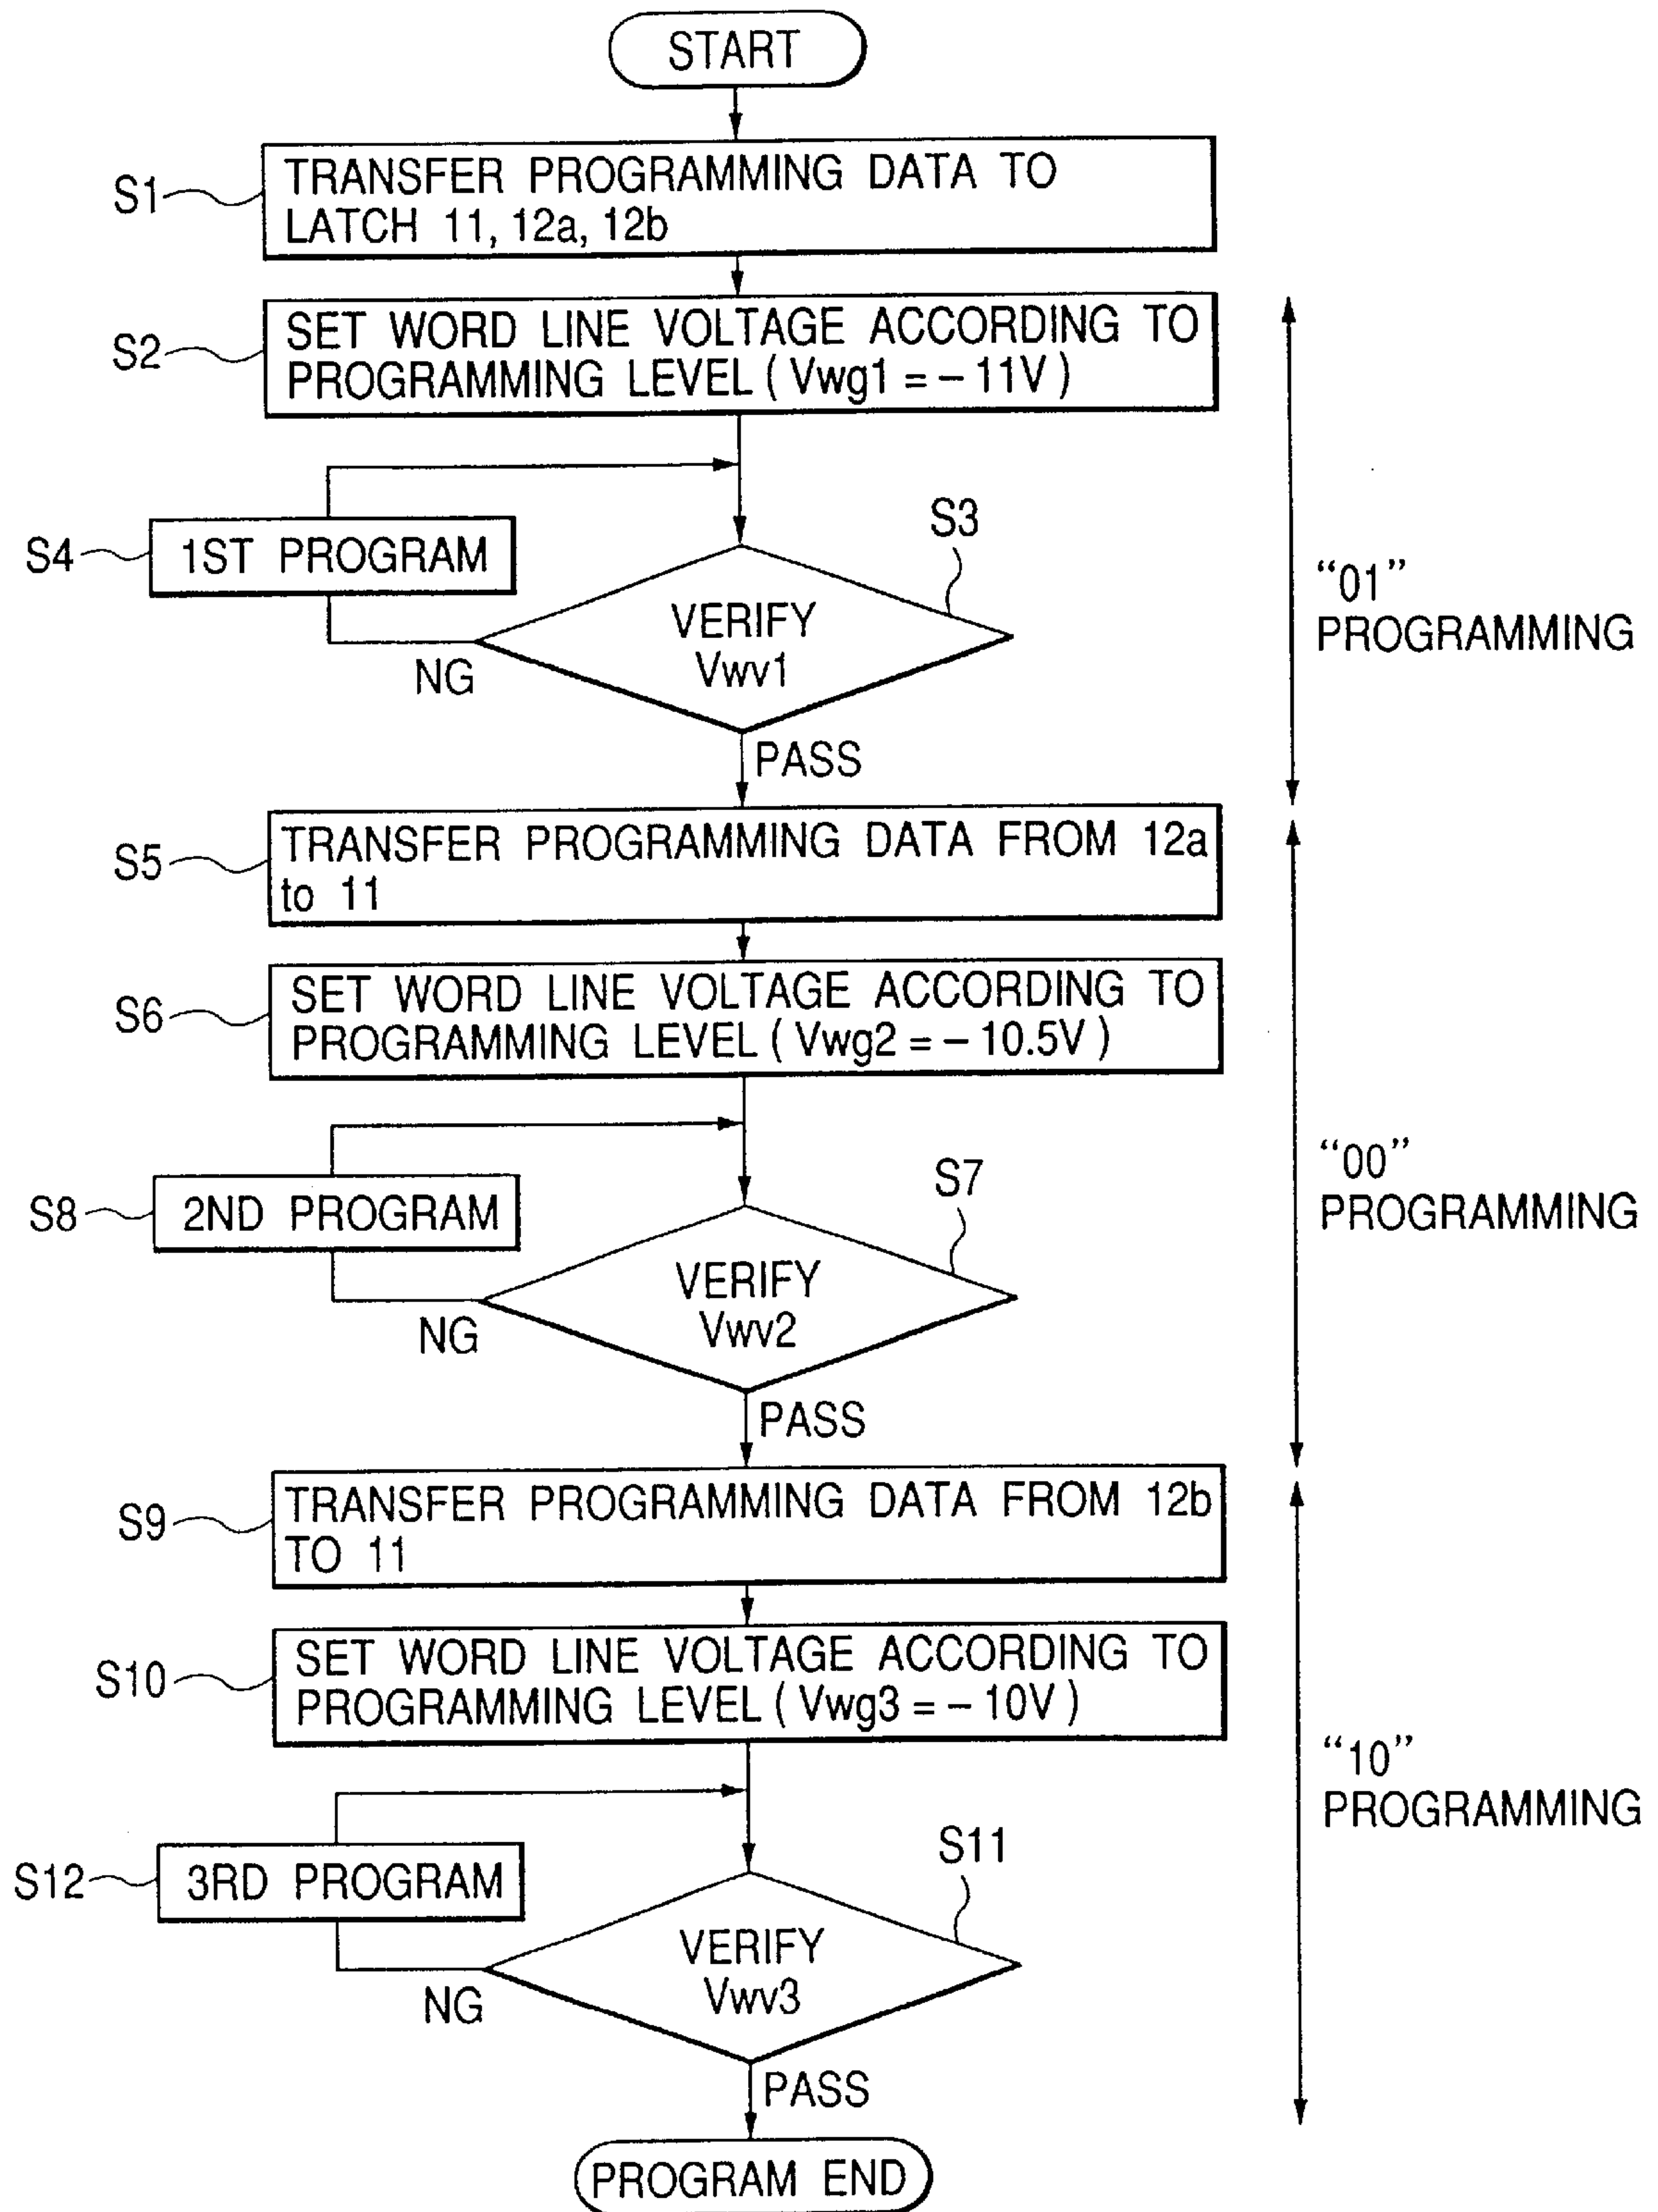 START
S1
TRANSFER PROGRAMMING DATA TO
LATCH 11, 12a, 12b
S2
SET WORD LINE VOLTAGE ACCORDING TO
PROGRAMMING LEVEL ( Vwg1 = – 11V )
S4
1ST PROGRAM
S3
VERIFY
Vwv1
NG
PASS
“01”
PROGRAMMING
S5
TRANSFER PROGRAMMING DATA FROM 12a
to 11
S6
SET WORD LINE VOLTAGE ACCORDING TO
PROGRAMMING LEVEL ( Vwg2 = – 10.5V )
S8
2ND PROGRAM
S7
VERIFY
Vwv2
NG
PASS
“00”
PROGRAMMING
S9
TRANSFER PROGRAMMING DATA FROM 12b
TO 11
S10
SET WORD LINE VOLTAGE ACCORDING TO
PROGRAMMING LEVEL ( Vwg3 = – 10V )
S12
3RD PROGRAM
S11
VERIFY
Vwv3
NG
PASS
“10”
PROGRAMMING
PROGRAM END